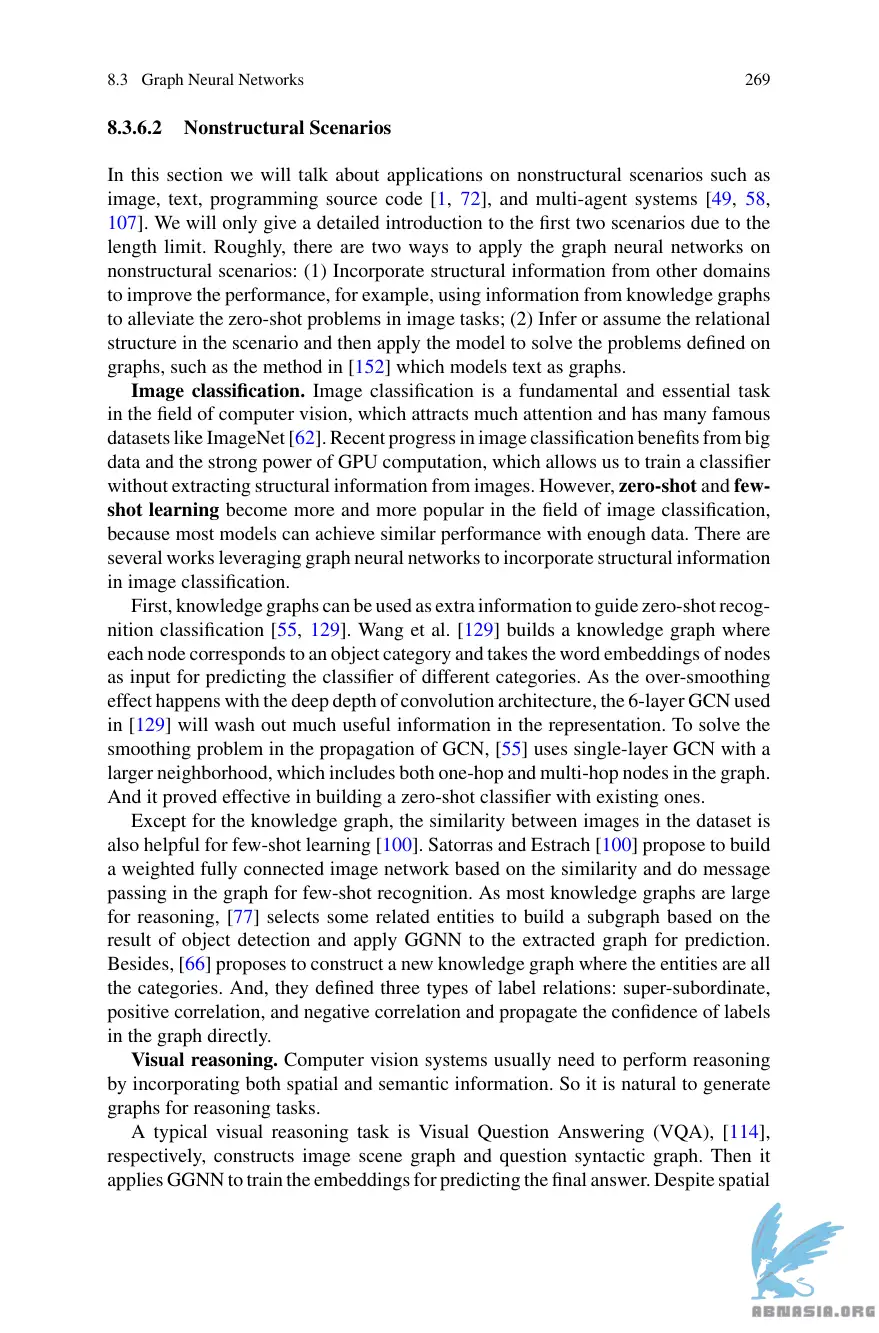 8.3 Graph Neural Networks 269
8.3.6.2 Nonstructural Scenarios
In this section we will talk about applications on nonstructural scenarios such as
image, text, programming source code [1, 72], and multi-agent systems [49, 58,
107]. We will only give a detailed introduction to the first two scenarios due to the
length limit. Roughly, there are two ways to apply the graph neural networks on
nonstructural scenarios: (1) Incorporate structural information from other domains
to improve the performance, for example, using information from knowledge graphs
to alleviate the zero-shot problems in image tasks; (2) Infer or assume the relational
structure in the scenario and then apply the model to solve the problems defined on
graphs, such as the method in [152] which models text as graphs.
Image classification. Image classification is a fundamental and essential task
in the field of computer vision, which attracts much attention and has many famous
datasets like ImageNet [62]. Recent progress in image classification benefits from big
data and the strong power of GPU computation, which allows us to train a classifier
without extracting structural information from images. However, zero-shot and few-
shot learning become more and more popular in the field of image classification,
because most models can achieve similar performance with enough data. There are
several works leveraging graph neural networks to incorporate structural information
in image classification.
First, knowledge graphs can be used as extra information to guide zero-shot recog-
nition classification [55, 129]. Wang et al. [129] builds a knowledge graph where
each node corresponds to an object category and takes the word embeddings of nodes
as input for predicting the classifier of different categories. As the over-smoothing
effect happens with the deep depth of convolution architecture, the 6-layer GCN used
in [129] will wash out much useful information in the representation. To solve the
smoothing problem in the propagation of GCN, [55] uses single-layer GCN with a
larger neighborhood, which includes both one-hop and multi-hop nodes in the graph.
And it proved effective in building a zero-shot classifier with existing ones.
Except for the knowledge graph, the similarity between images in the dataset is
also helpful for few-shot learning [100]. Satorras and Estrach [100] propose to build
a weighted fully connected image network based on the similarity and do message
passing in the graph for few-shot recognition. As most knowledge graphs are large
for reasoning, [77] selects some related entities to build a subgraph based on the
result of object detection and apply GGNN to the extracted graph for prediction.
Besides, [66] proposes to construct a new knowledge graph where the entities are all
the categories. And, they defined three types of label relations: super-subordinate,
positive correlation, and negative correlation and propagate the confidence of labels
in the graph directly.
Visual reasoning. Computer vision systems usually need to perform reasoning
by incorporating both spatial and semantic information. So it is natural to generate
graphs for reasoning tasks.
A typical visual reasoning task is Visual Question Answering (VQA), [114],
respectively, constructs image scene graph and question syntactic graph. Then it
applies GGNN to train the embeddings for predicting the final answer. Despite spatial
ABNASIA.ORG